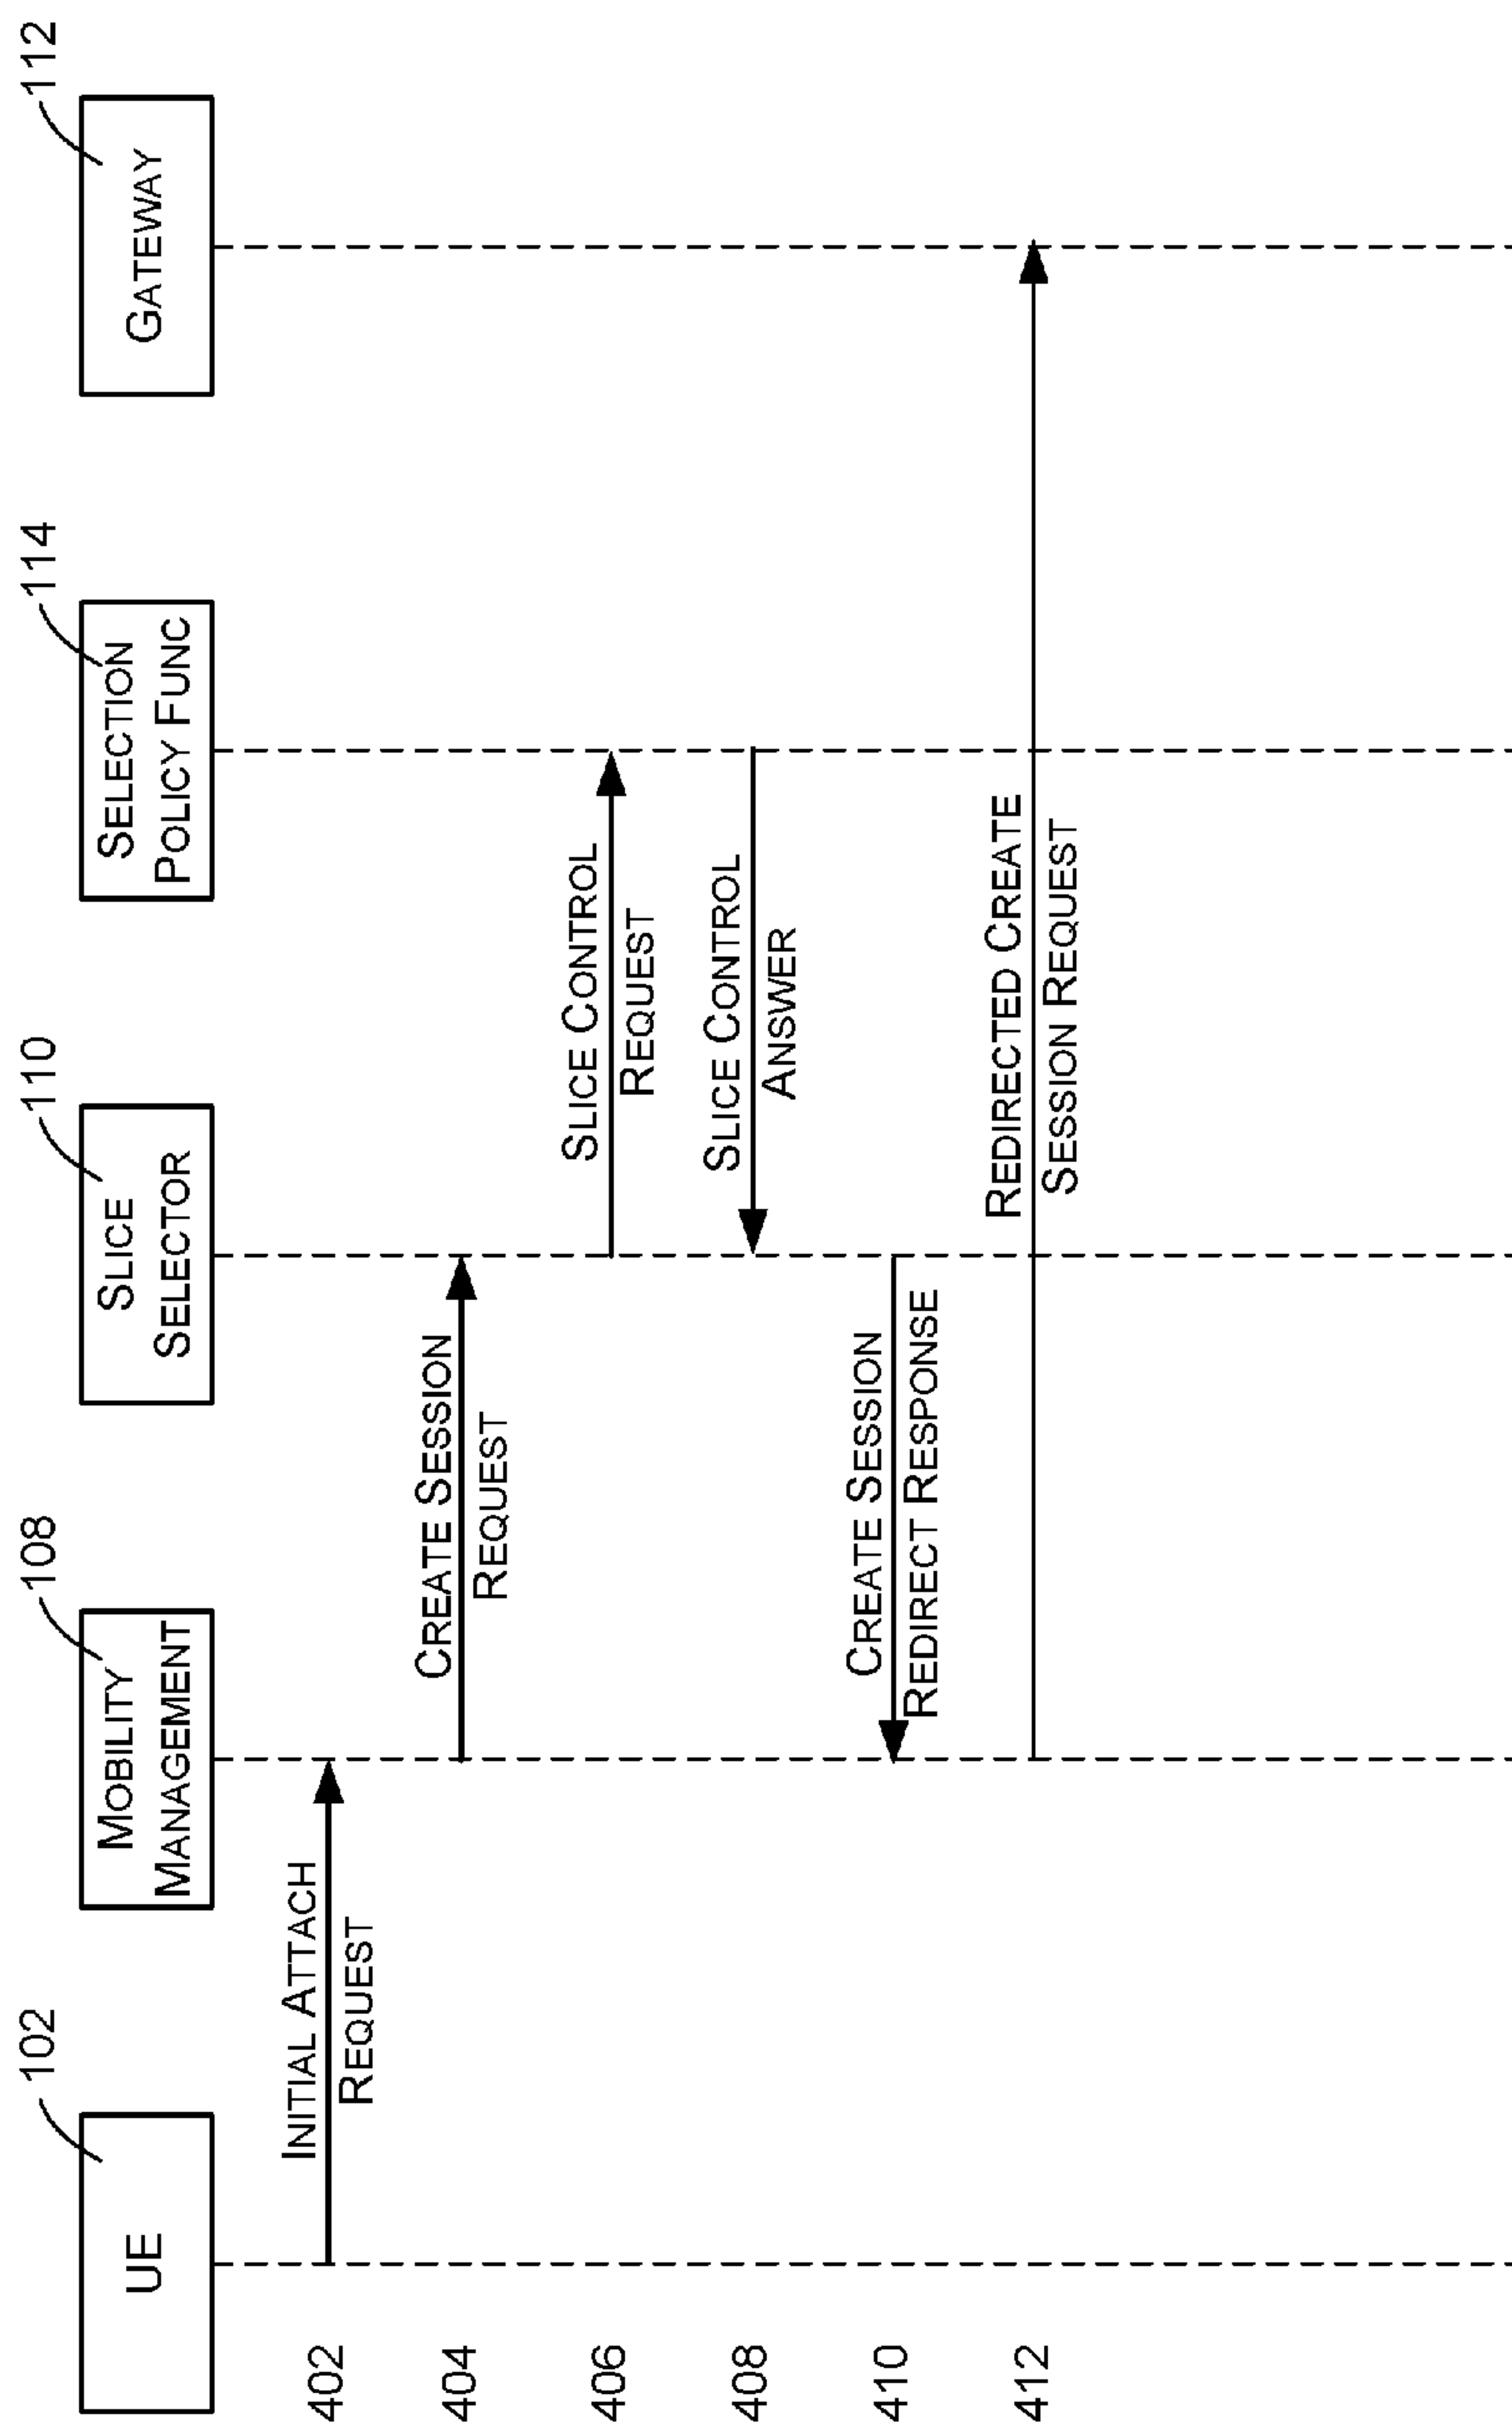 102
108
110
114
112
UE
MOBILITY
MANAGEMENT
SLICE
SELECTOR
SELECTION
POLICY FUNC
GATEWAY
402
INITIAL ATTACH
REQUEST
404
CREATE SESSION
REQUEST
406
SLICE CONTROL
REQUEST
408
SLICE CONTROL
ANSWER
410
CREATE SESSION
REDIRECT RESPONSE
412
REDIRECTED CREATE
SESSION REQUEST